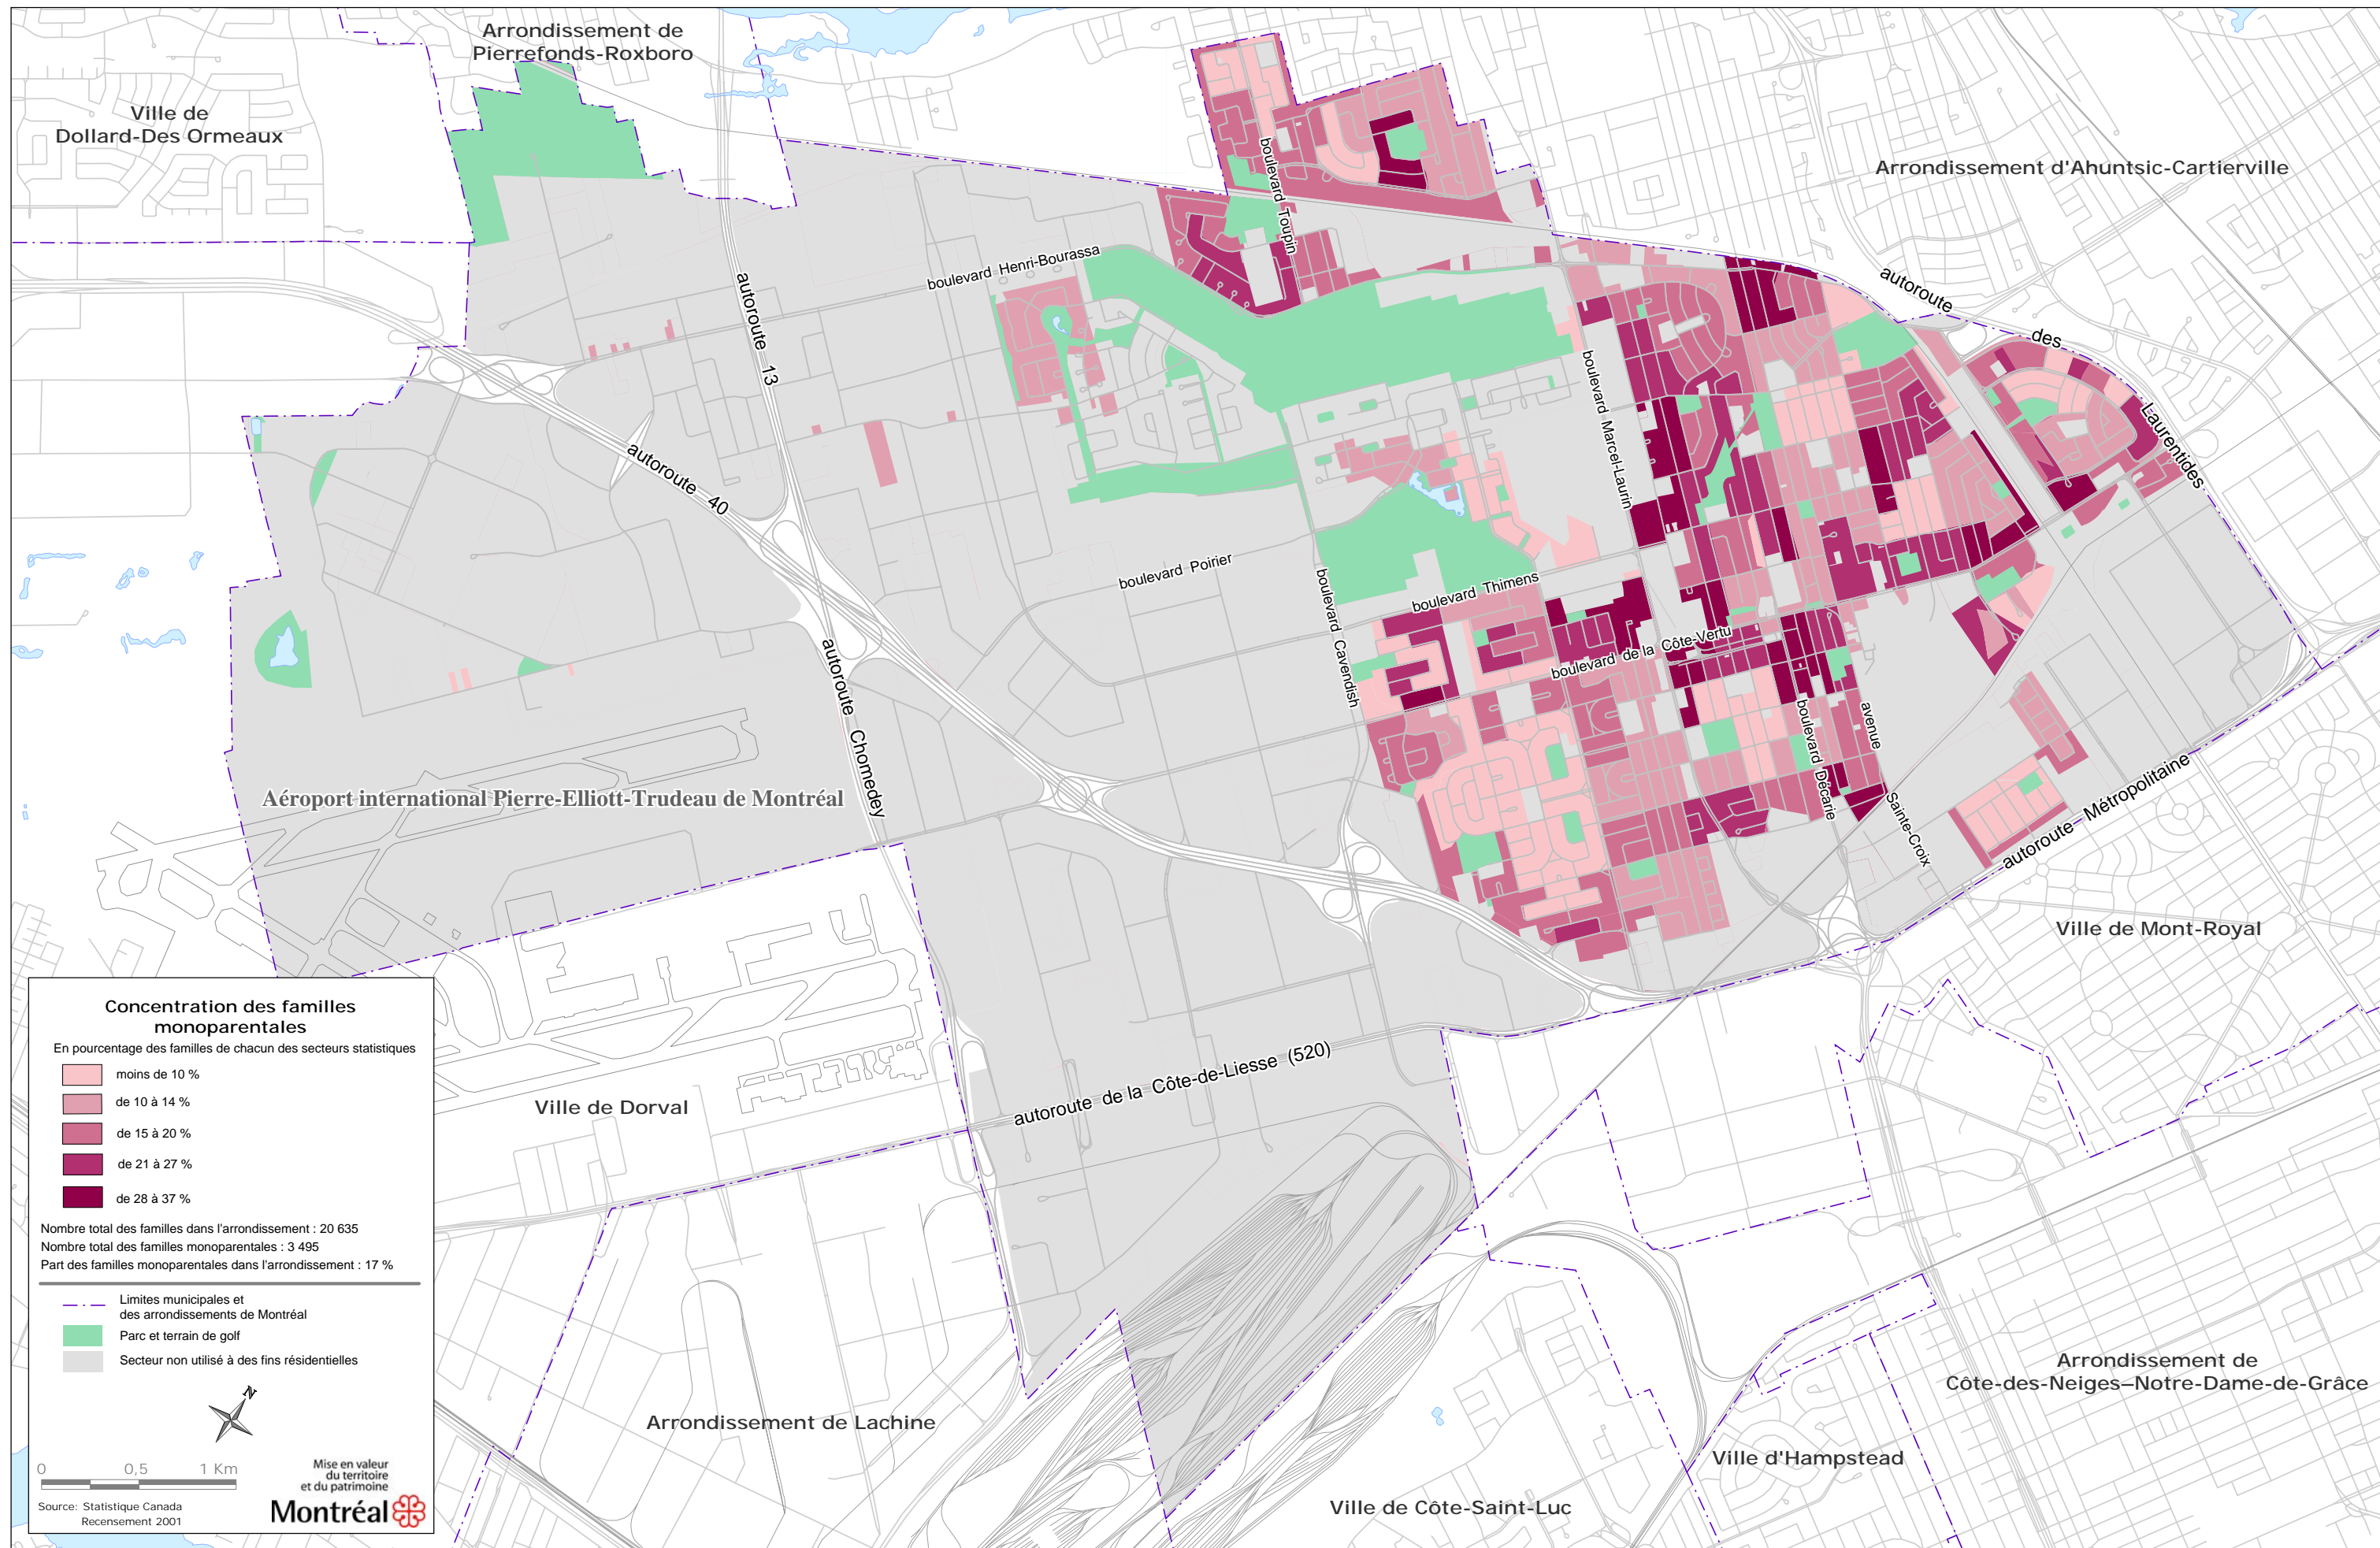 Arrondissement de
Pierrefonds-Roxboro
Ville de
Dollard-Des Ormeaux
Arrondissement d'Ahuntsic-Cartierville
boulevard Toupin
boulevard Henri-Bourassa
autoroute 13
autoroute des Laurentides
boulevard Marcel-Laurin
autoroute 40
boulevard Poirier
boulevard Cavendish
boulevard Thimens
boulevard de la Côte-Vertu
autoroute Chomedey
boulevard Décarie
avenue Sainte-Croix
autoroute Métropolitaine
Aéroport international Pierre-Elliott-Trudeau de Montréal
Ville de Mont-Royal
autoroute de la Côte-de-Liesse (520)
Ville de Dorval
Arrondissement de Lachine
Ville de Côte-Saint-Luc
Ville d'Hampstead
Arrondissement de
Côte-des-Neiges–Notre-Dame-de-Grâce
Concentration des familles
monoparentales
En pourcentage des familles de chacun des secteurs statistiques
moins de 10 %
de 10 à 14 %
de 15 à 20 %
de 21 à 27 %
de 28 à 37 %
Nombre total des familles dans l'arrondissement : 20 635
Nombre total des familles monoparentales : 3 495
Part des familles monoparentales dans l'arrondissement : 17 %
Limites municipales et
des arrondissements de Montréal
Parc et terrain de golf
Secteur non utilisé à des fins résidentielles
N
0 0,5 1 Km
Source: Statistique Canada
Recensement 2001
Mise en valeur
du territoire
et du patrimoine
Montréal